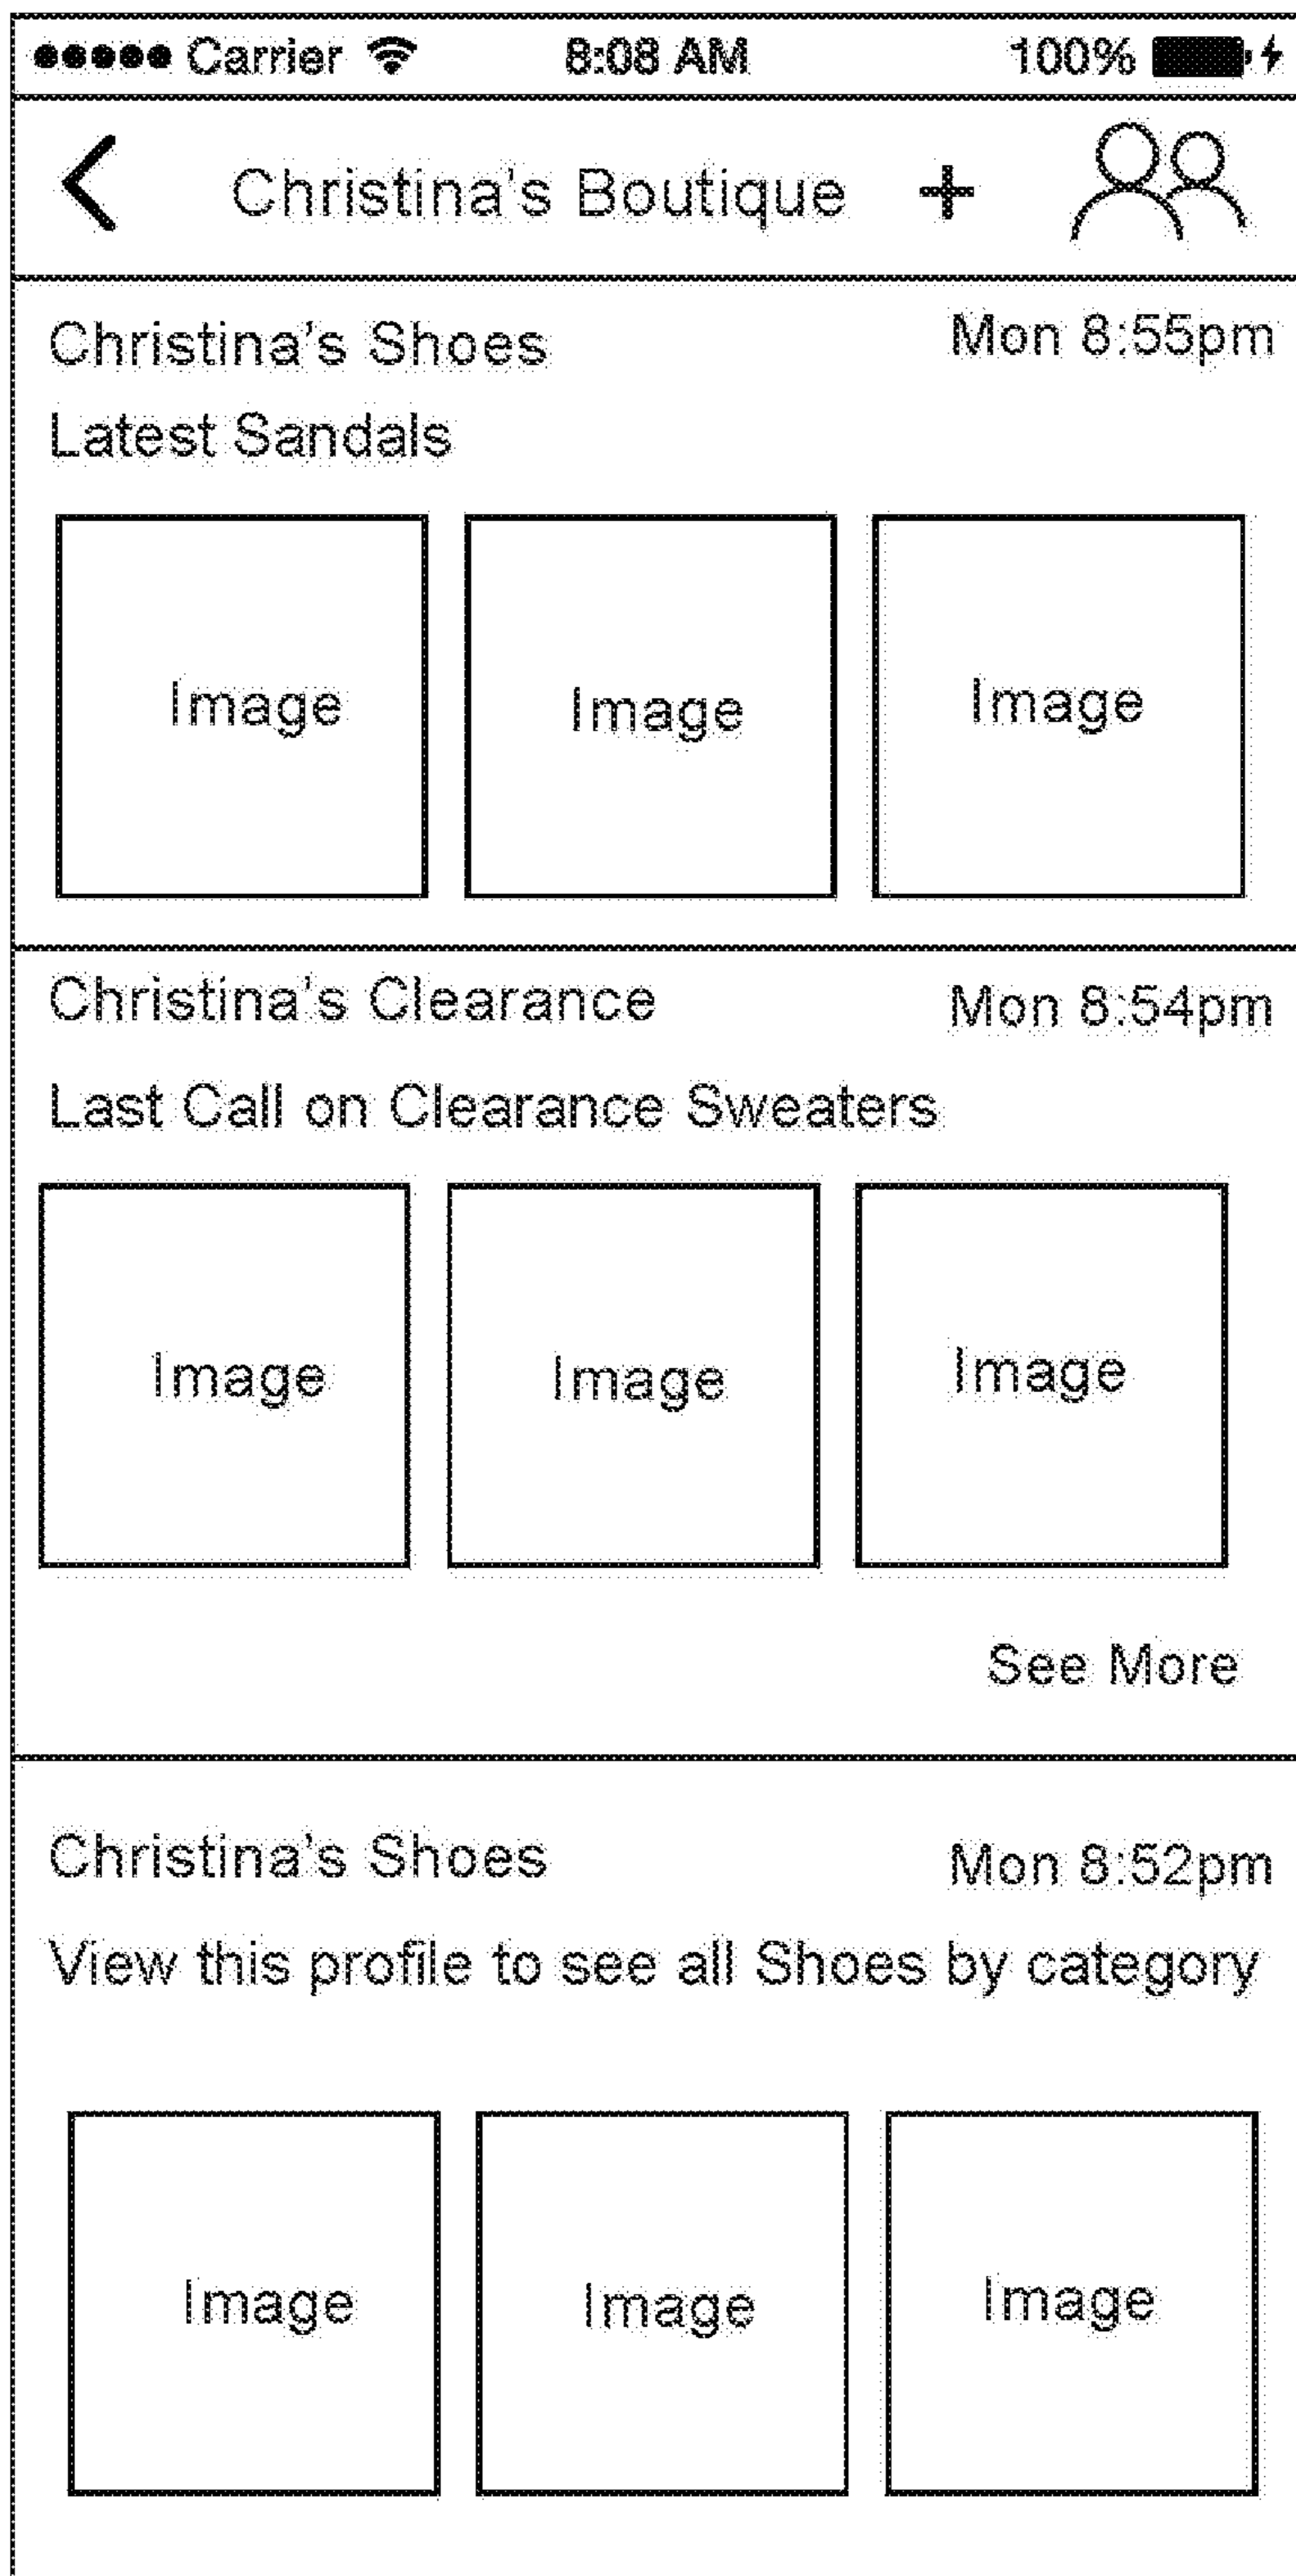 Carrier 8:08 AM 100%
Christina's Boutique +
Christina's Shoes Mon 8:55pm
Latest Sandals
Image Image Image
Christina's Clearance Mon 8:54pm
Last Call on Clearance Sweaters
Image Image Image
See More
Christina's Shoes Mon 8:52pm
View this profile to see all Shoes by category
Image Image Image